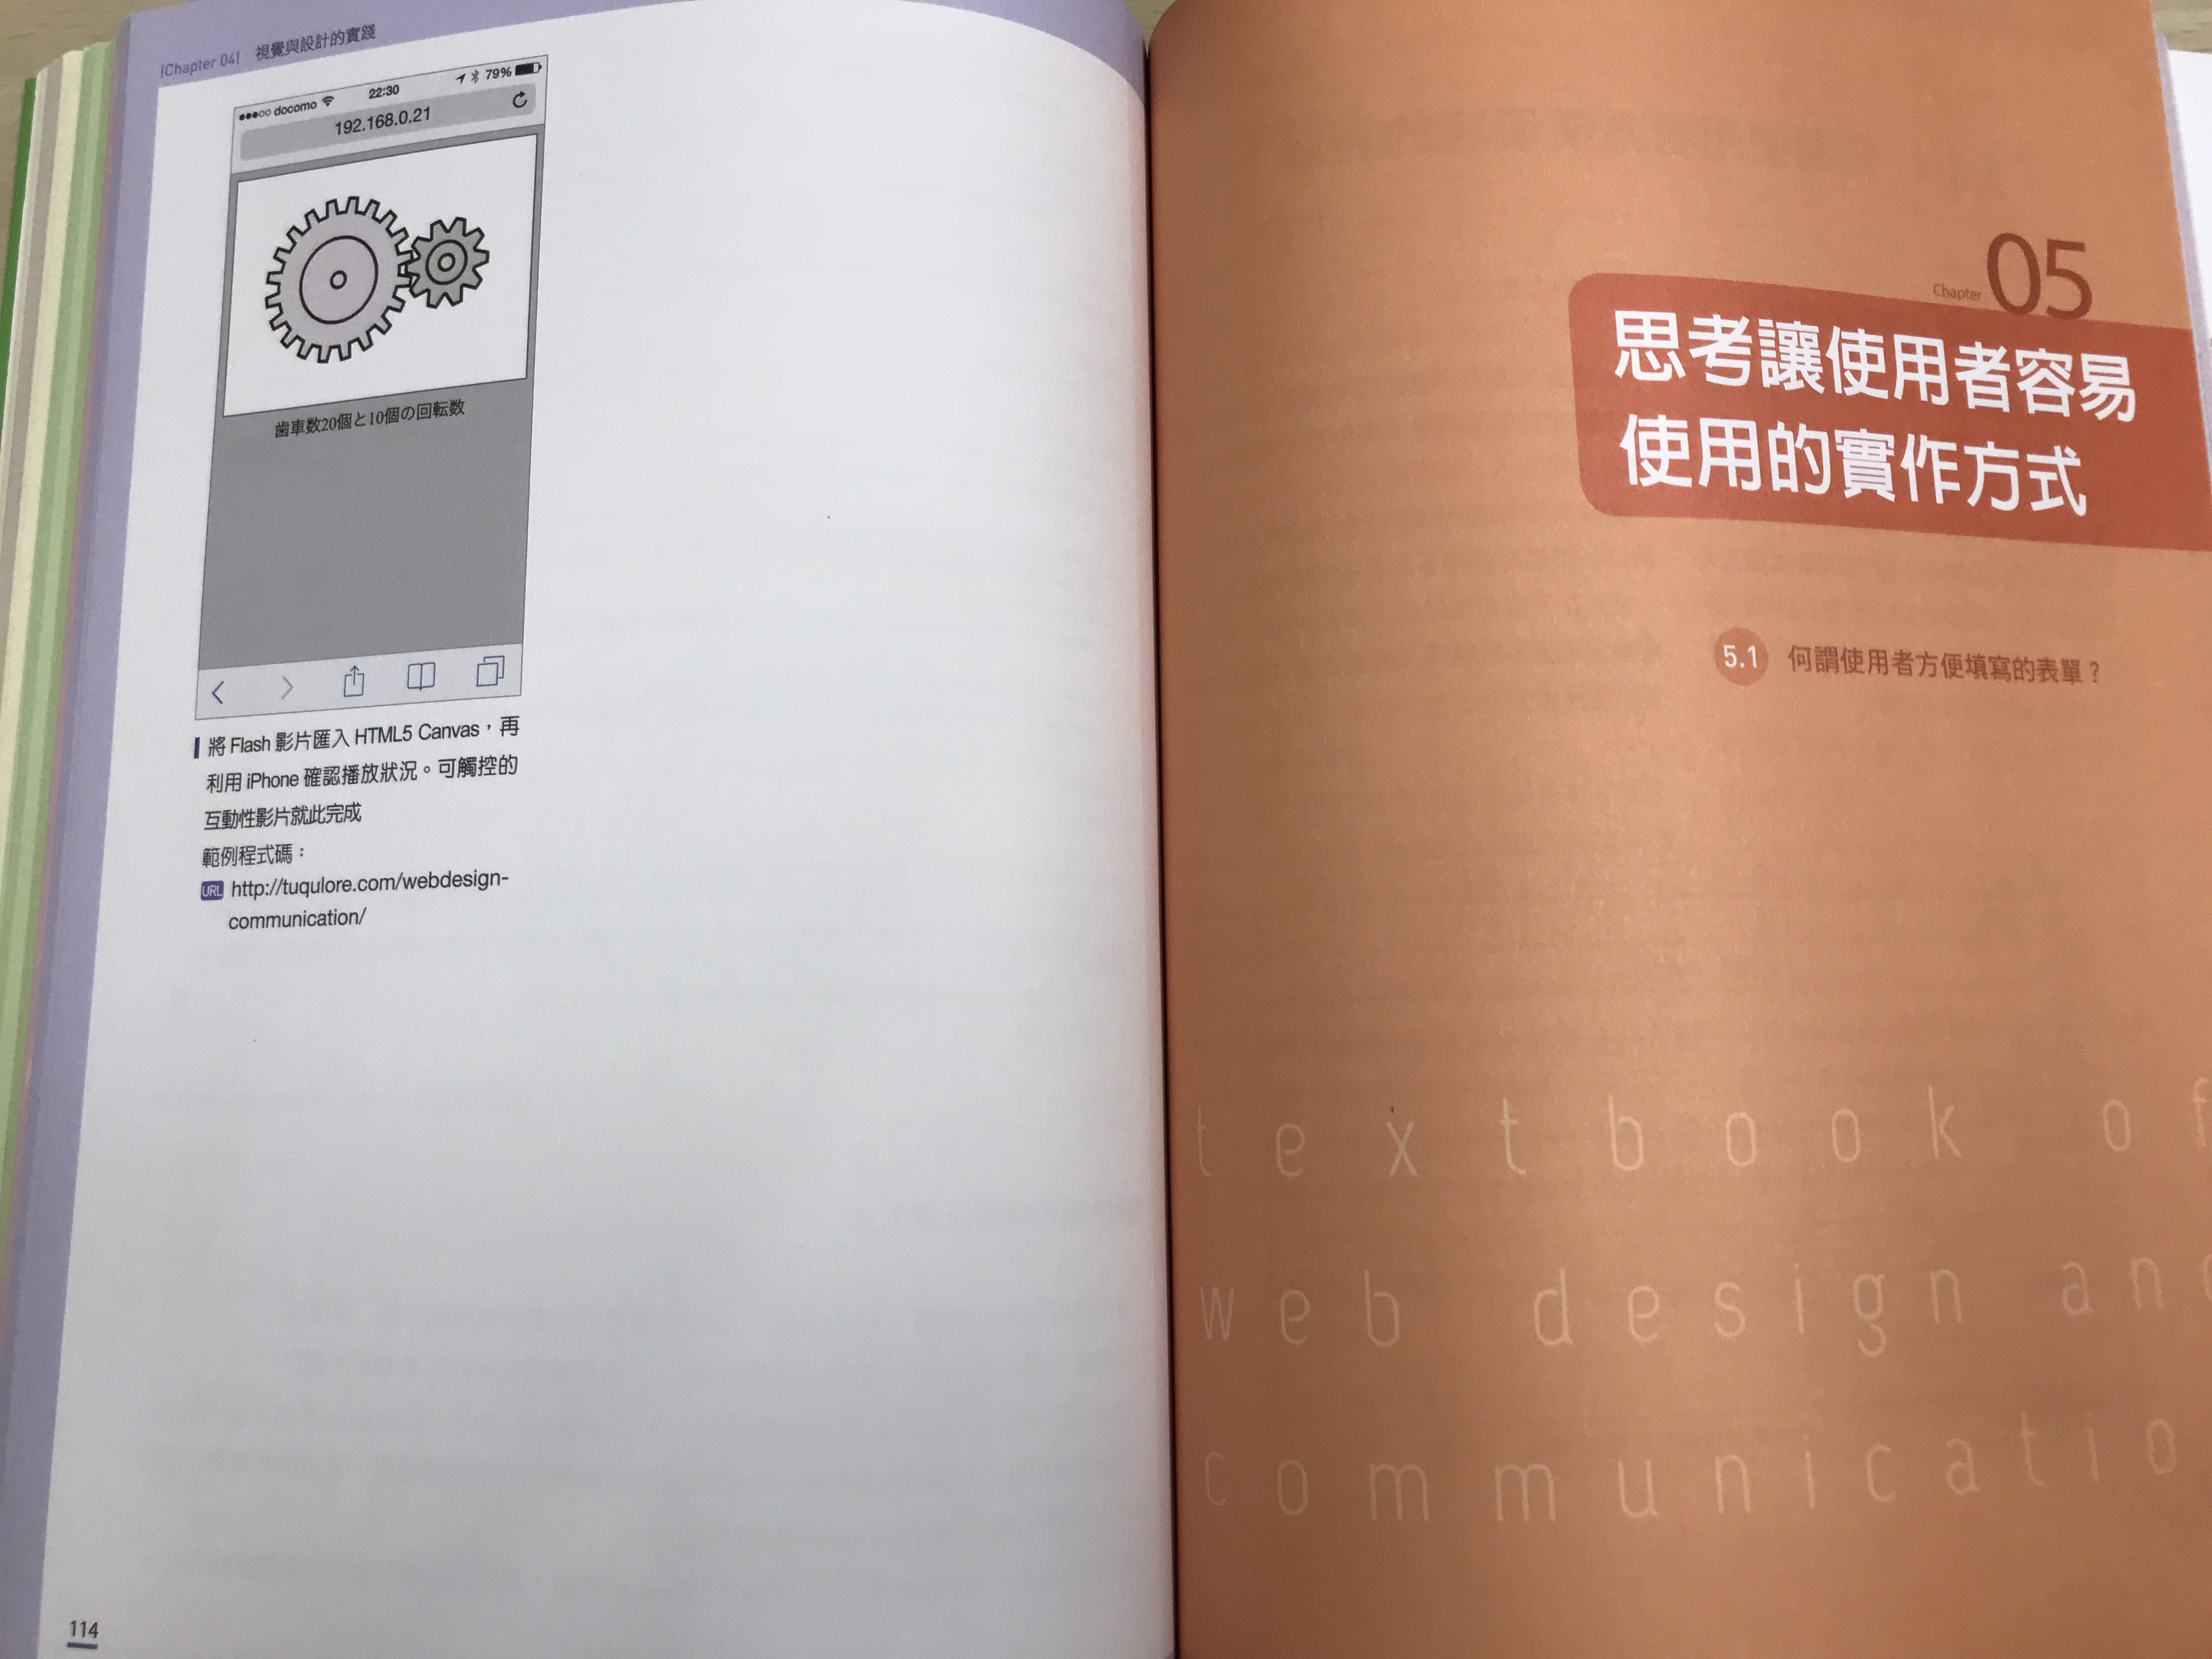 |Chapter 04| 視覺與設計的實踐
docomo 22:30 79%
192.168.0.21
歯車数20個と10個の回転数
將 Flash 影片匯入 HTML5 Canvas，再
利用 iPhone 確認播放狀況。可觸控的
互動性影片就此完成
範例程式碼：
URL http://tuqulore.com/webdesign-
communication/
114
Chapter 05
思考讓使用者容易
使用的實作方式
5.1 何謂使用者方便填寫的表單？
textbook of
web design and
communicatio